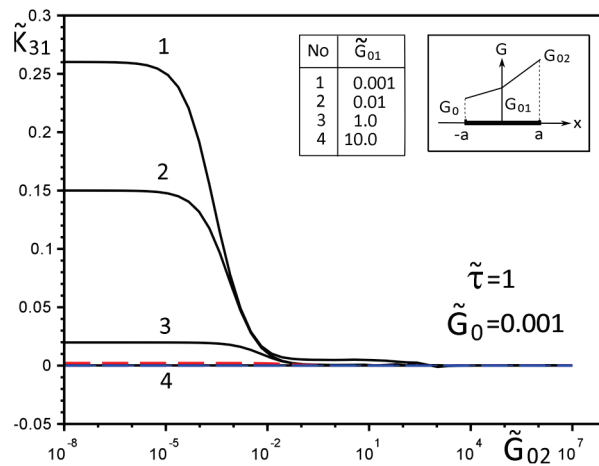 K̃₃₁
0.3
0.25
0.2
0.15
0.1
0.05
0
-0.05
1
2
3
4
No G̃₀₁
1 0.001
2 0.01
3 1.0
4 10.0
G
G₀₂
G₀
G₀₁
x
-a a
τ̃=1
G̃₀=0.001
10⁻⁸ 10⁻⁵ 10⁻² 10¹ 10⁴ 10⁷
G̃₀₂